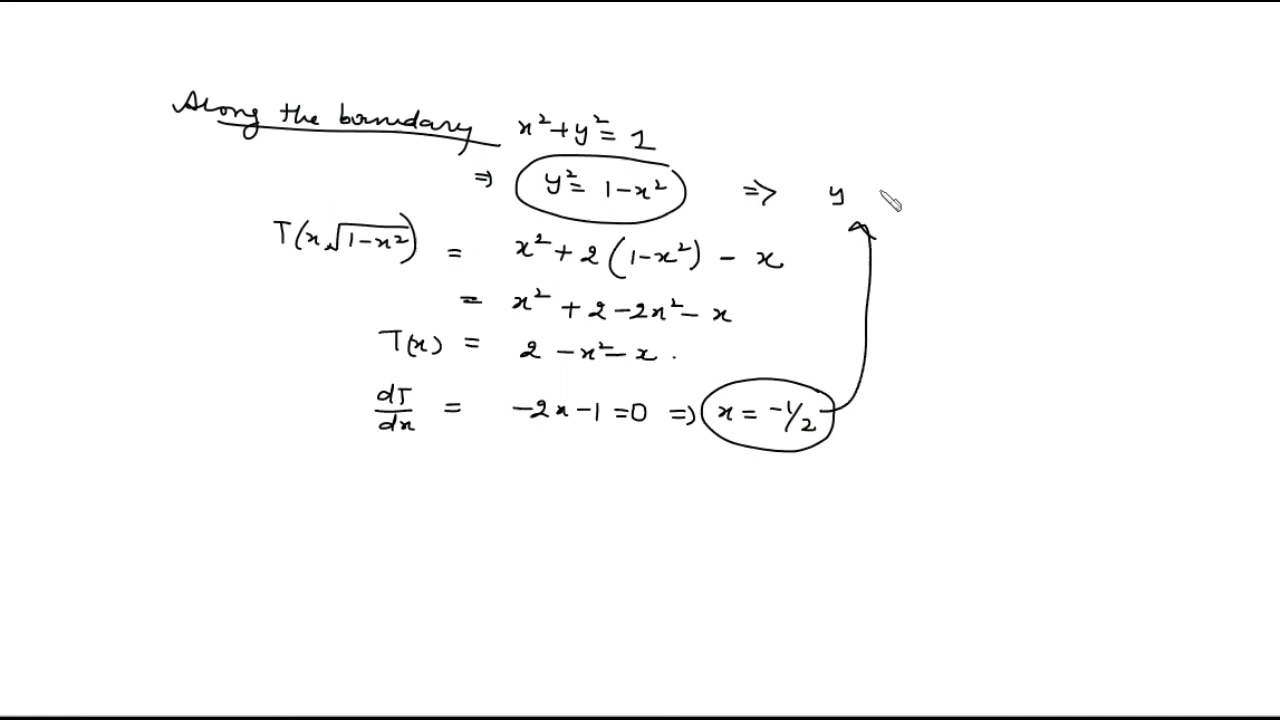 Along the boundary x² + y² = 1
⇒ y² = 1 - x² ⇒ y
T(x, √(1-x²)) = x² + 2(1-x²) - x
= x² + 2 - 2x² - x
T(x) = 2 - x² - x .
dT/dx = -2x - 1 = 0 ⇒ x = -1/2